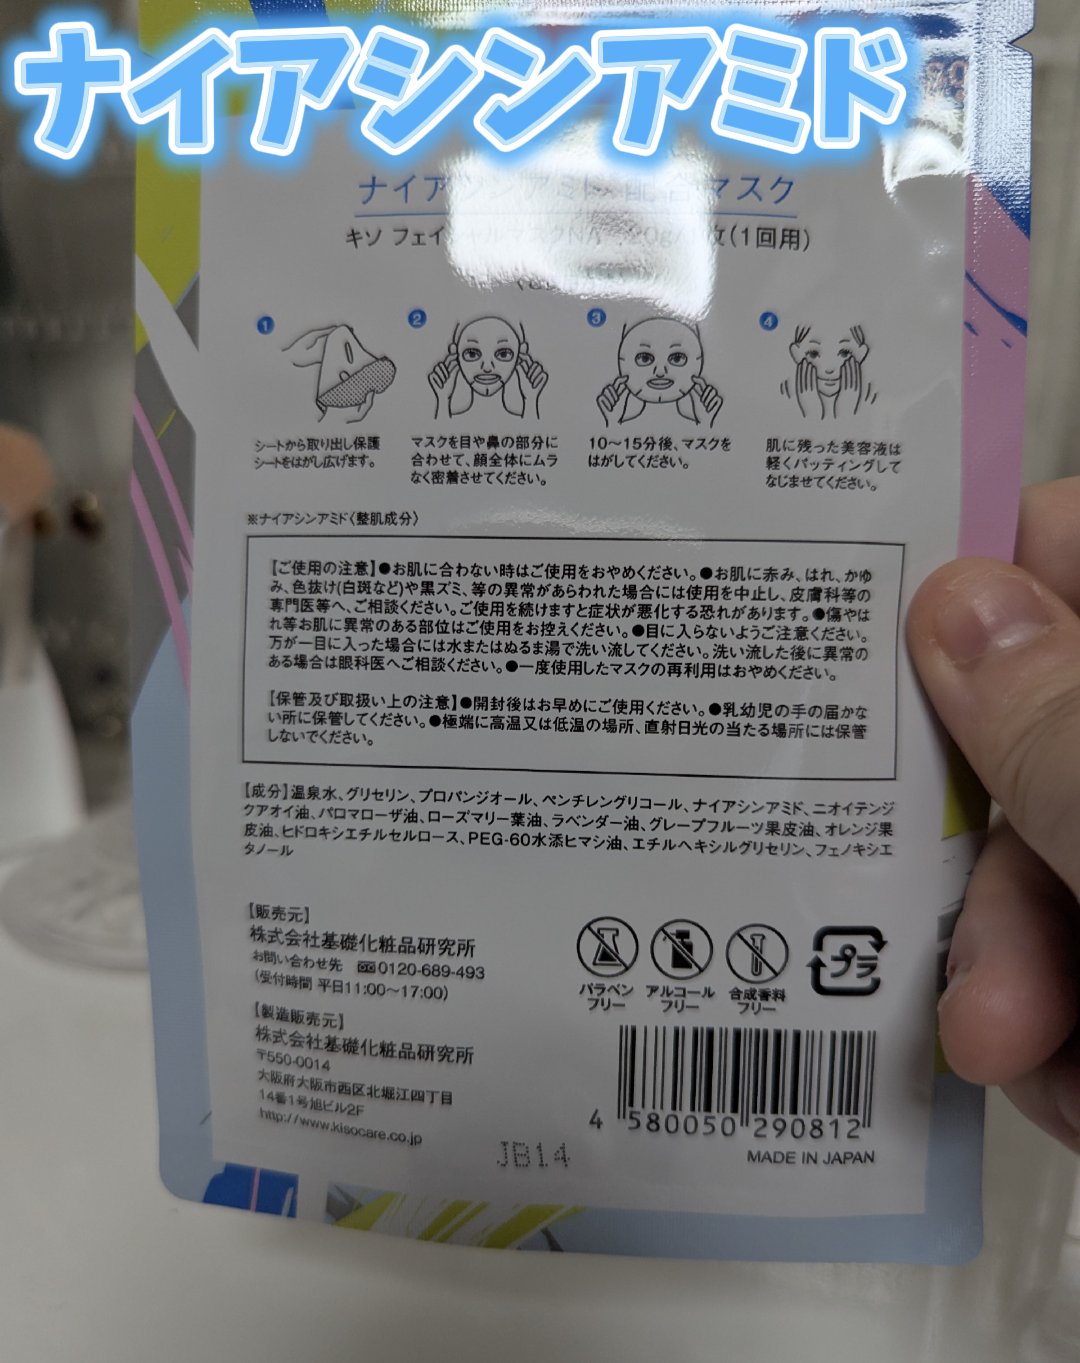 ナイアシンアミド
ナイアシンアミド 配合マスク
キソ フェイシャルマスクNA 20g/1枚(1回用)
1
2
3
4
シートから取り出し保護
シートをはがし広げます。
マスクを目や鼻の部分に
合わせて、顔全体にムラ
なく密着させてください。
10〜15分後、マスクを
はがしてください。
肌に残った美容液は
軽くパッティングして
なじませてください。
※ナイアシンアミド〈整肌成分〉
【ご使用の注意】●お肌に合わない時はご使用をおやめください。●お肌に赤み、はれ、かゆ
み、色抜け(白斑など)や黒ズミ、等の異常があらわれた場合には使用を中止し、皮膚科等の
専門医等へ、ご相談ください。ご使用を続けますと症状が悪化する恐れがあります。●傷やは
れ等お肌に異常のある部位はご使用をお控えください。●目に入らないようご注意ください。
万が一目に入った場合には水またはぬるま湯で洗い流してください。洗い流した後に異常の
ある場合は眼科医へご相談ください。●一度使用したマスクの再利用はおやめください。
【保管及び取扱い上の注意】●開封後はお早めにご使用ください。●乳幼児の手の届かな
い所に保管してください。●極端に高温又は低温の場所、直射日光の当たる場所には保管
しないでください。
【成分】温泉水、グリセリン、プロパンジオール、ペンチレングリコール、ナイアシンアミド、ニオイテンジ
クアオイ油、パロマローザ油、ローズマリー葉油、ラベンダー油、グレープフルーツ果皮油、オレンジ果
皮油、ヒドロキシエチルセルロース、PEG-60水添ヒマシ油、エチルヘキシルグリセリン、フェノキシエ
タノール
【販売元】
株式会社基礎化粧品研究所
お問い合わせ先 0120-689-493
(受付時間 平日11:00〜17:00)
【製造販売元】
株式会社基礎化粧品研究所
〒550-0014
大阪府大阪市西区北堀江四丁目
14番1号旭ビル2F
http://www.kisocare.co.jp
パラベン
フリー
アルコール
フリー
合成香料
フリー
プラ
4 580050 290812
MADE IN JAPAN
JB14